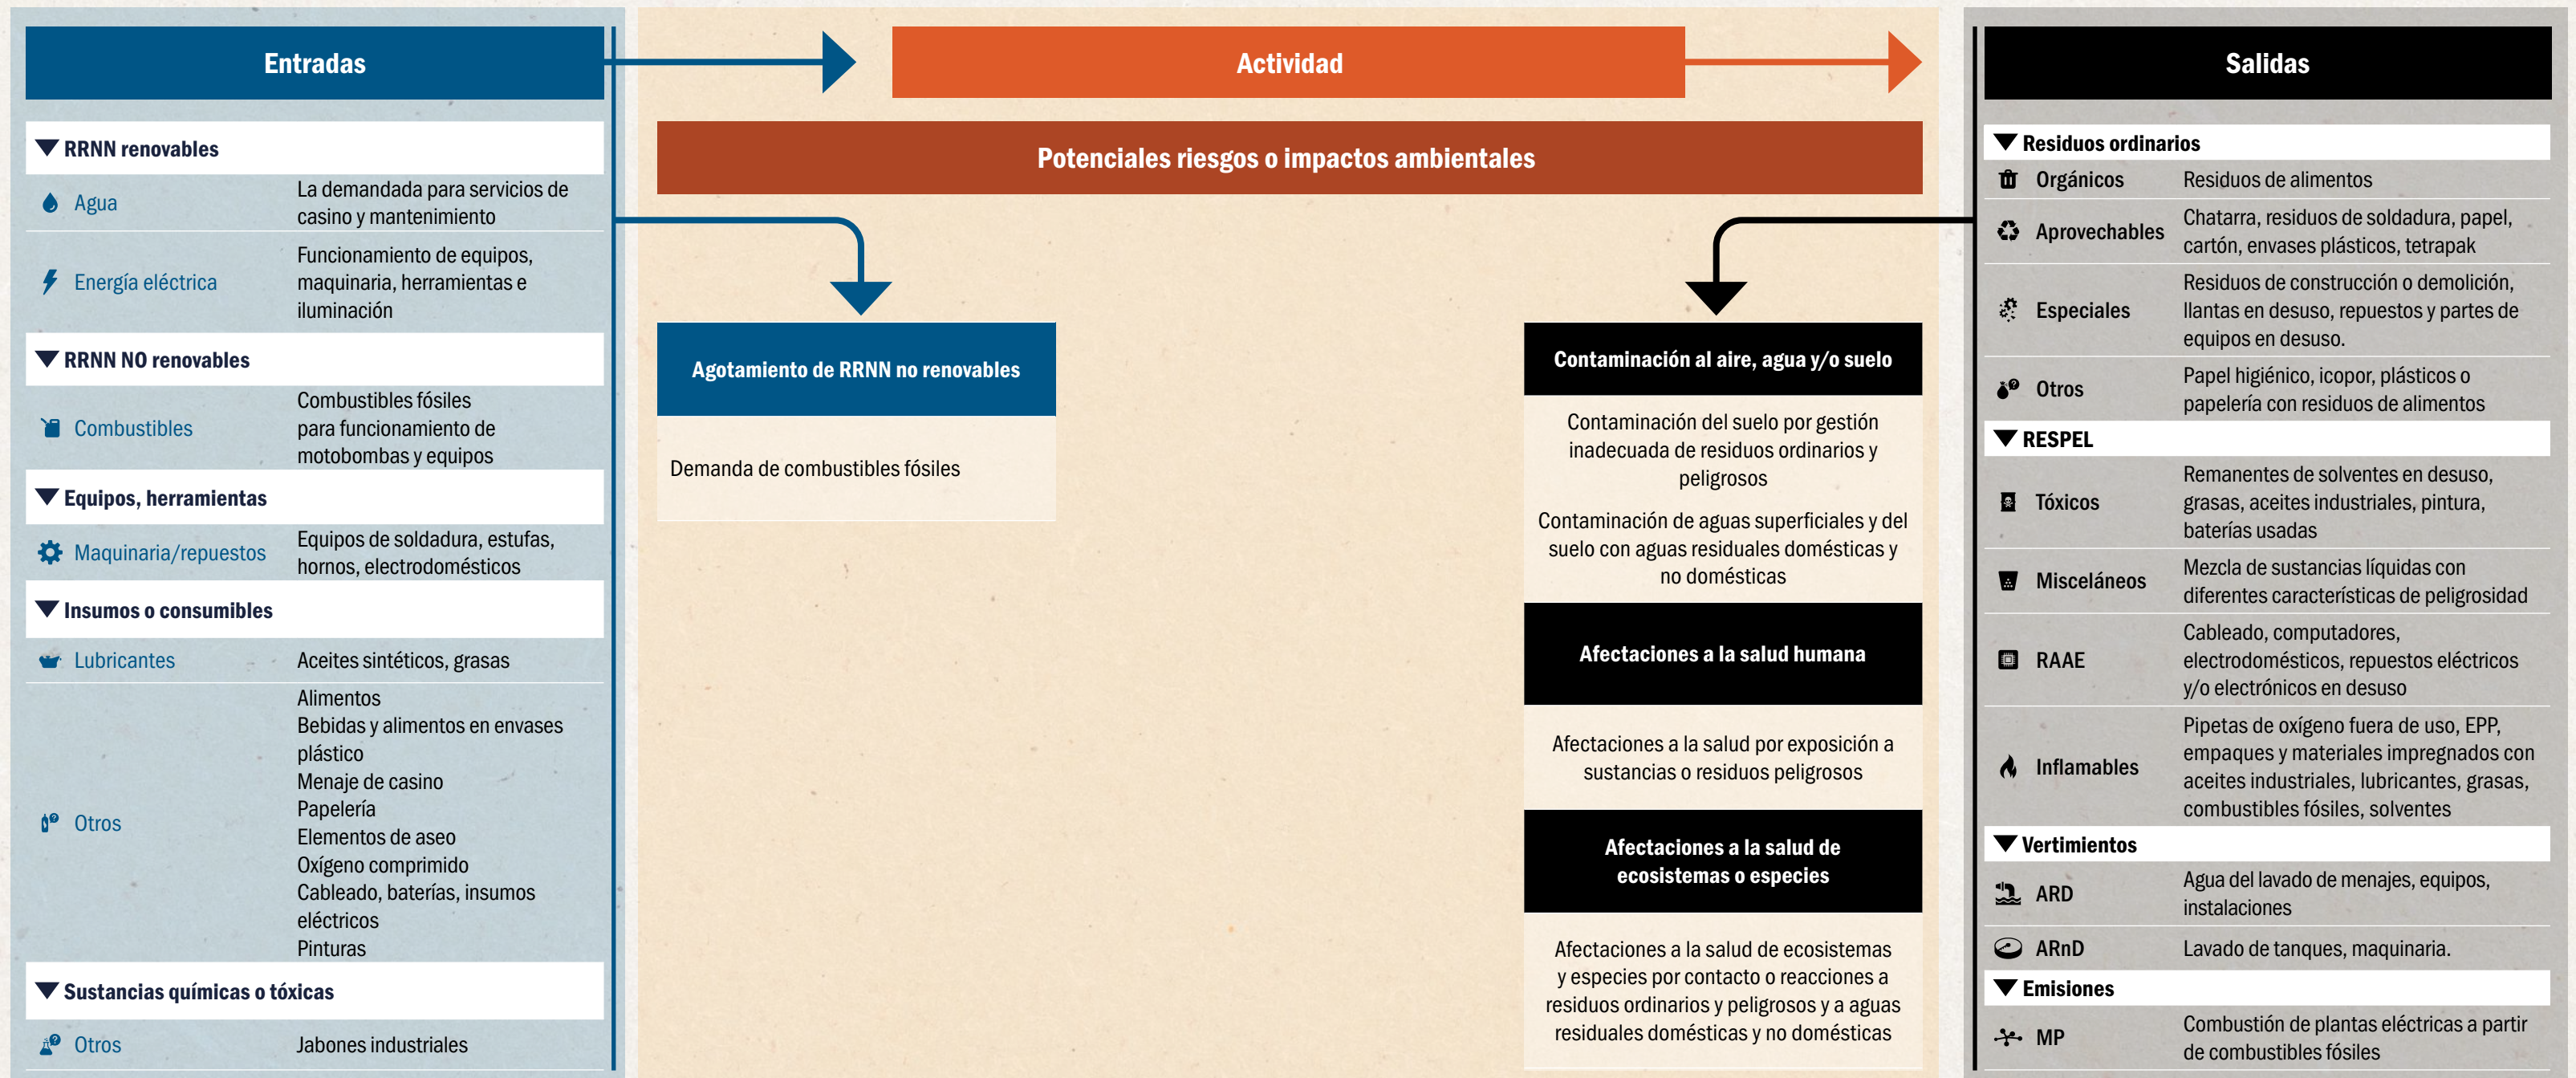 Entradas
RRNN renovables
Agua
La demandada para servicios de
casino y mantenimiento
Energía eléctrica
Funcionamiento de equipos,
maquinaria, herramientas e
iluminación
RRNN NO renovables
Combustibles
Combustibles fósiles
para funcionamiento de
motobombas y equipos
Equipos, herramientas
Maquinaria/repuestos
Equipos de soldadura, estufas,
hornos, electrodomésticos
Insumos o consumibles
Lubricantes
Aceites sintéticos, grasas
Otros
Alimentos
Bebidas y alimentos en envases
plástico
Menaje de casino
Papelería
Elementos de aseo
Oxígeno comprimido
Cableado, baterías, insumos
eléctricos
Pinturas
Sustancias químicas o tóxicas
Otros
Jabones industriales
Actividad
Potenciales riesgos o impactos ambientales
Agotamiento de RRNN no renovables
Demanda de combustibles fósiles
Contaminación al aire, agua y/o suelo
Contaminación del suelo por gestión
inadecuada de residuos ordinarios y
peligrosos
Contaminación de aguas superficiales y del
suelo con aguas residuales domésticas y
no domésticas
Afectaciones a la salud humana
Afectaciones a la salud por exposición a
sustancias o residuos peligrosos
Afectaciones a la salud de
ecosistemas o especies
Afectaciones a la salud de ecosistemas
y especies por contacto o reacciones a
residuos ordinarios y peligrosos y a aguas
residuales domésticas y no domésticas
Salidas
Residuos ordinarios
Orgánicos
Residuos de alimentos
Aprovechables
Chatarra, residuos de soldadura, papel,
cartón, envases plásticos, tetrapak
Especiales
Residuos de construcción o demolición,
llantas en desuso, repuestos y partes de
equipos en desuso.
Otros
Papel higiénico, icopor, plásticos o
papelería con residuos de alimentos
RESPEL
Tóxicos
Remanentes de solventes en desuso,
grasas, aceites industriales, pintura,
baterías usadas
Misceláneos
Mezcla de sustancias líquidas con
diferentes características de peligrosidad
RAAE
Cableado, computadores,
electrodomésticos, repuestos eléctricos
y/o electrónicos en desuso
Inflamables
Pipetas de oxígeno fuera de uso, EPP,
empaques y materiales impregnados con
aceites industriales, lubricantes, grasas,
combustibles fósiles, solventes
Vertimientos
ARD
Agua del lavado de menajes, equipos,
instalaciones
ARnD
Lavado de tanques, maquinaria.
Emisiones
MP
Combustión de plantas eléctricas a partir
de combustibles fósiles